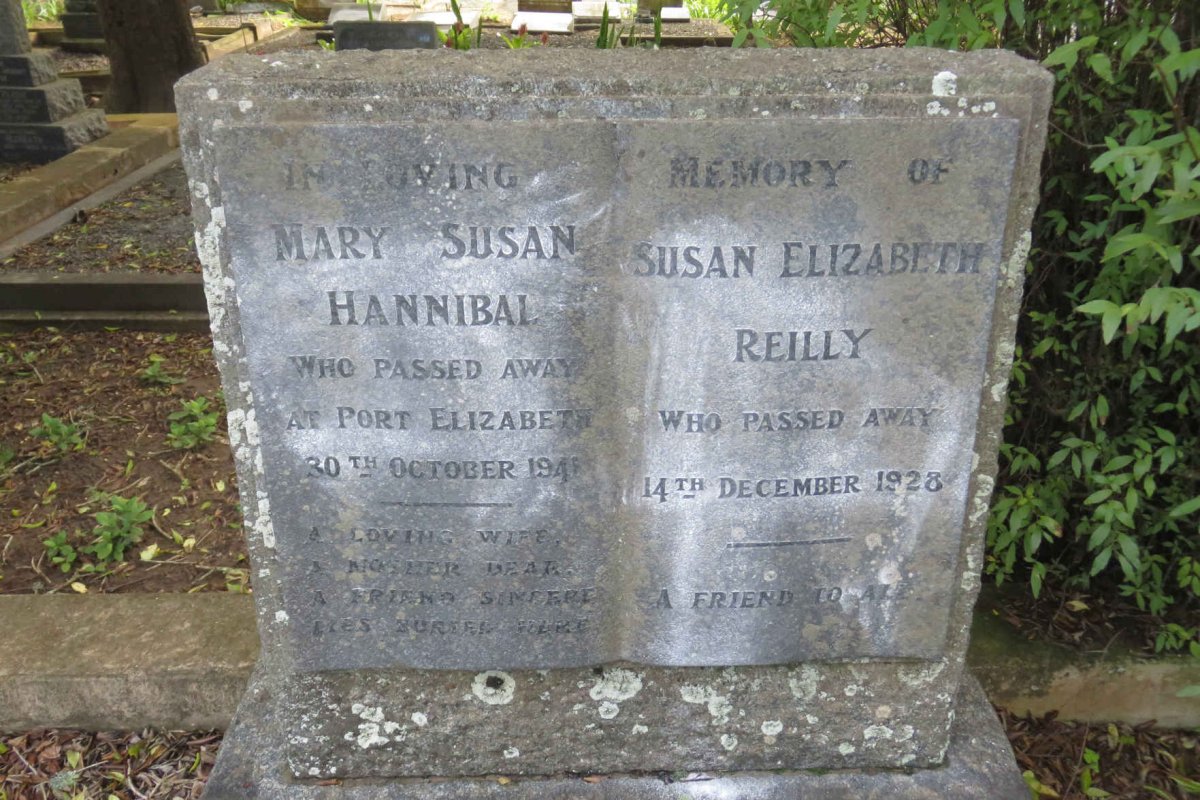 IN LOVING MEMORY OF
MARY SUSAN
HANNIBAL
WHO PASSED AWAY
AT PORT ELIZABETH
30TH OCTOBER
A LOVING WIFE,
A MOTHER DEAR,
A FRIEND SINCERE
LIES BURIED HERE
SUSAN ELIZABETH
REILLY
WHO PASSED AWAY
14TH DECEMBER 1928
A FRIEND TO ALL.